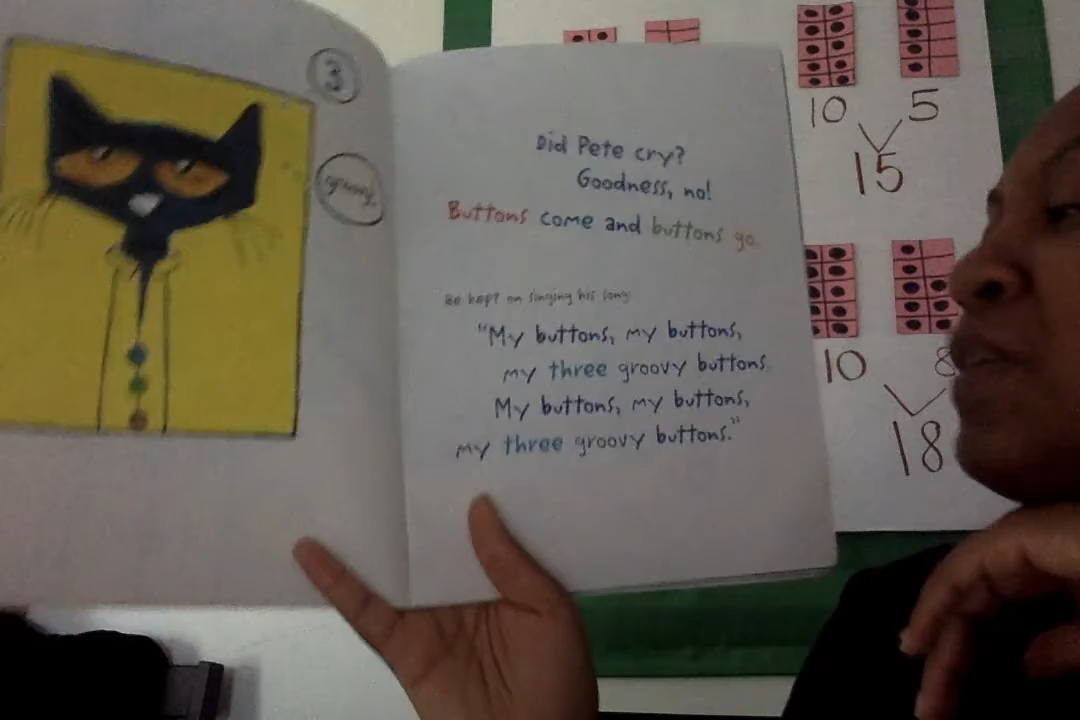 3
groovy
Did Pete cry?
Goodness, no!
Buttons come and buttons go.
He kept on singing his song:
"My buttons, my buttons,
my three groovy buttons.
My buttons, my buttons,
my three groovy buttons."
10 5
15
10 8
18